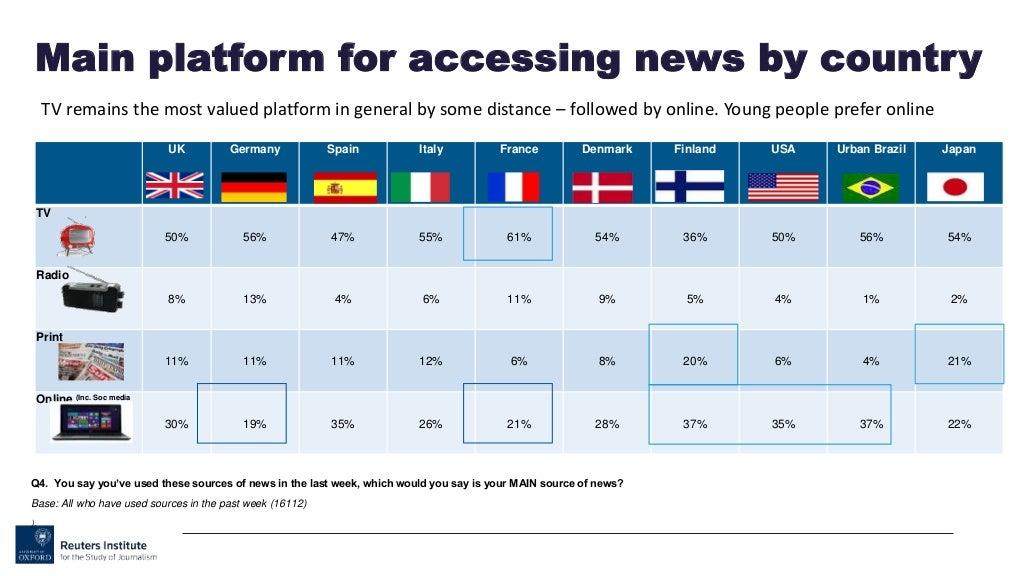 Main platform for accessing news by country
TV remains the most valued platform in general by some distance – followed by online. Young people prefer online
UK Germany Spain Italy France Denmark Finland USA Urban Brazil Japan
TV
50% 56% 47% 55% 61% 54% 36% 50% 56% 54%
Radio
8% 13% 4% 6% 11% 9% 5% 4% 1% 2%
Print
11% 11% 11% 12% 6% 8% 20% 6% 4% 21%
Online (Inc. Soc media
30% 19% 35% 26% 21% 28% 37% 35% 37% 22%
Q4. You say you’ve used these sources of news in the last week, which would you say is your MAIN source of news?
Base: All who have used sources in the past week (16112)
)
UNIVERSITY OF
OXFORD
Reuters Institute
for the Study of Journalism